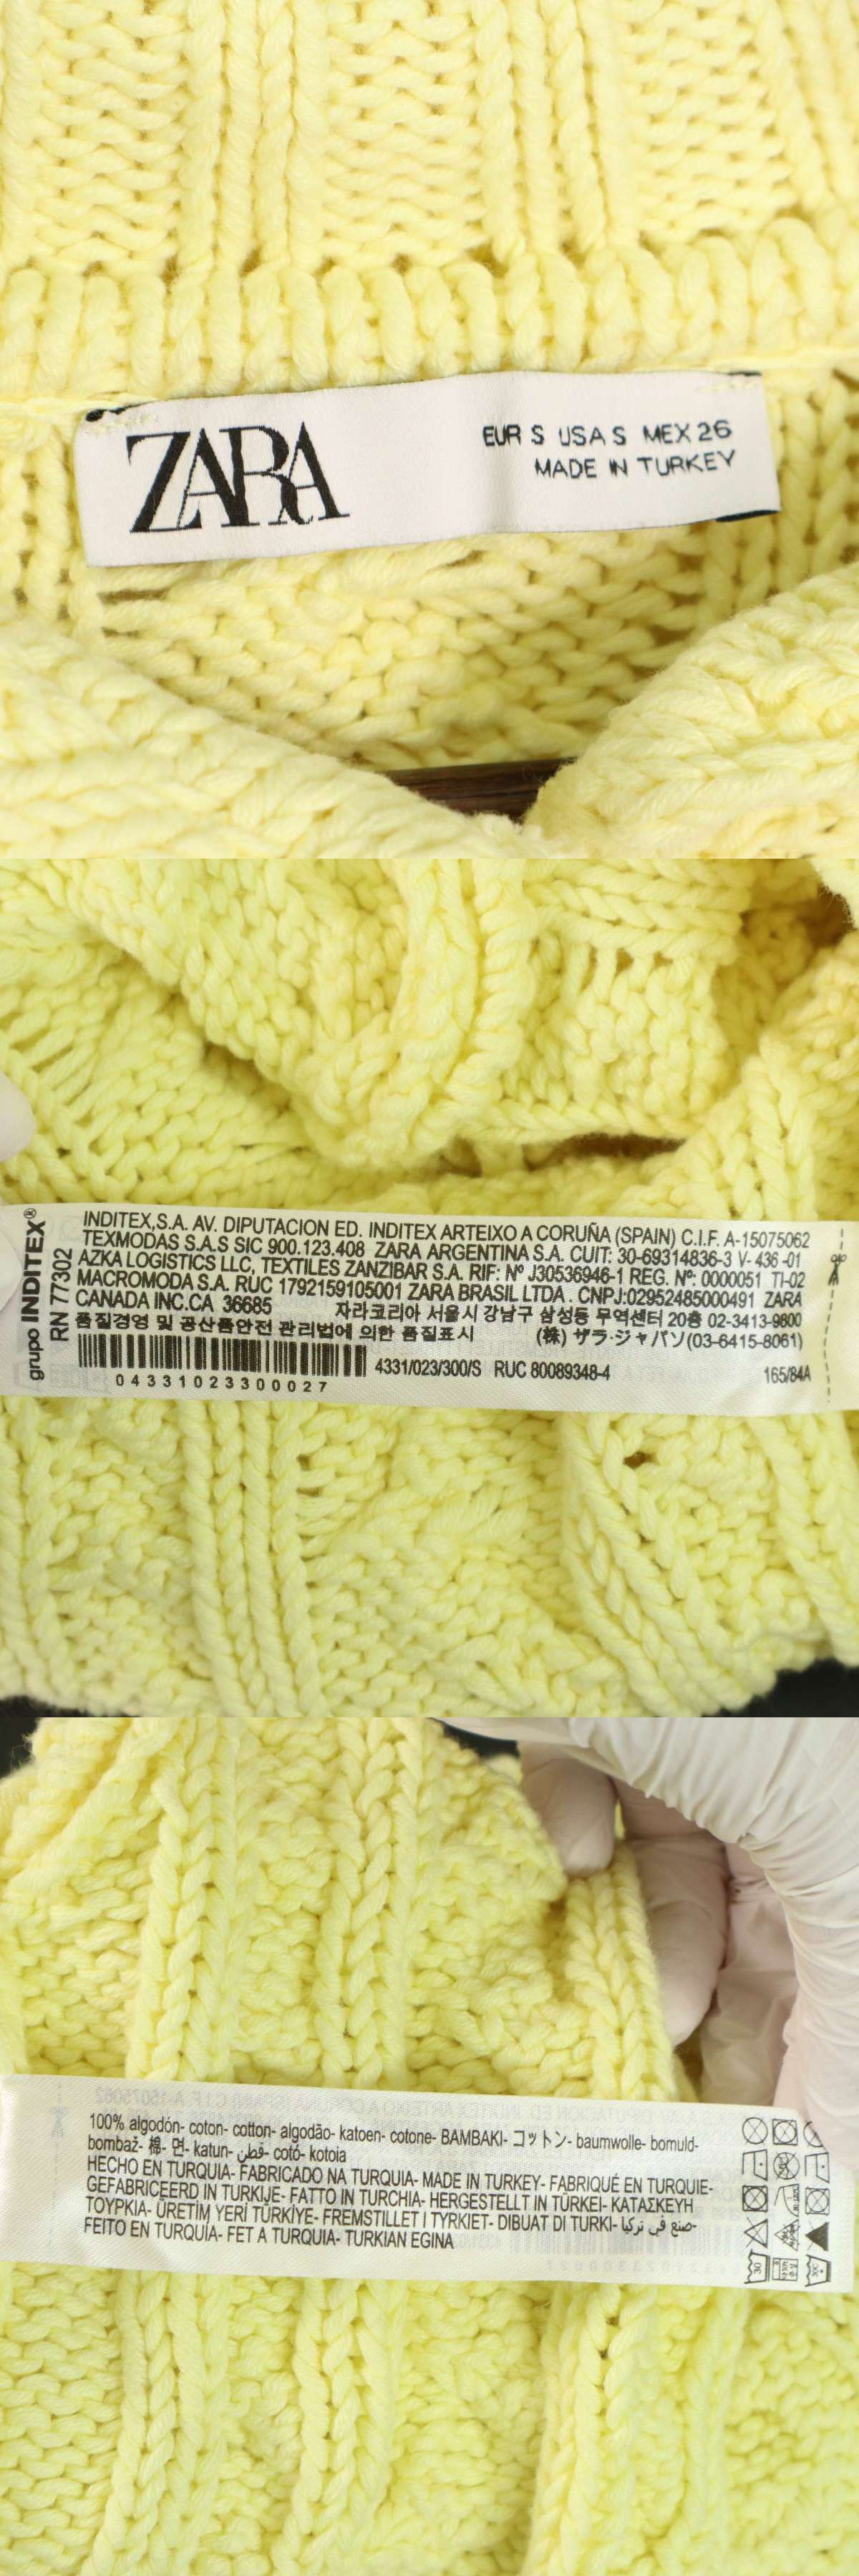 ZARA
EUR S USA S MEX 26
MADE IN TURKEY
grupo INDITEX®
RN 77302
INDITEX,S.A. AV. DIPUTACION ED. INDITEX ARTEIXO A CORUÑA (SPAIN) C.I.F. A-15075062
TEXMODAS S.A.S SIC 900.123.408 ZARA ARGENTINA S.A. CUIT: 30-69314836-3 V- 436 -01
AZKA LOGISTICS LLC, TEXTILES ZANZIBAR S.A. RIF: Nº J30536946-1 REG. Nº: 0000051 TI-02
MACROMODA S.A. RUC 1792159105001 ZARA BRASIL LTDA . CNPJ:02952485000491 ZARA
CANADA INC.CA 36685 자라코리아 서울시 강남구 삼성동 무역센터 20층 02-3413-9800
품질경영 및 공산품안전 관리법에 의한 품질표시 (株) ザラ·ジャパン(03-6415-8061)
4331/023/300/S RUC 80089348-4 165/84A
04331023300027
100% algodón- coton- cotton- algodão- katoen- cotone- ΒΑΜΒΑΚΙ- コットン- baumwolle- bomuld-
bombaž- 棉- 면- katun- قطن- cotó- kotoia
HECHO EN TURQUIA- FABRICADO NA TURQUIA- MADE IN TURKEY- FABRIQUÉ EN TURQUIE-
GEFABRICEERD IN TURKIJE- FATTO IN TURCHIA- HERGESTELLT IN TÜRKEI- ΚΑΤΑΣΚΕΥΗ
ΤΟΥΡΚΙΑ- ÜRETİM YERİ TÜRKİYE- FREMSTILLET I TYRKIET- DIBUAT DI TURKI- صنع في تركيا-
FEITO EN TURQUÍA- FET A TURQUIA- TURKIAN EGINA